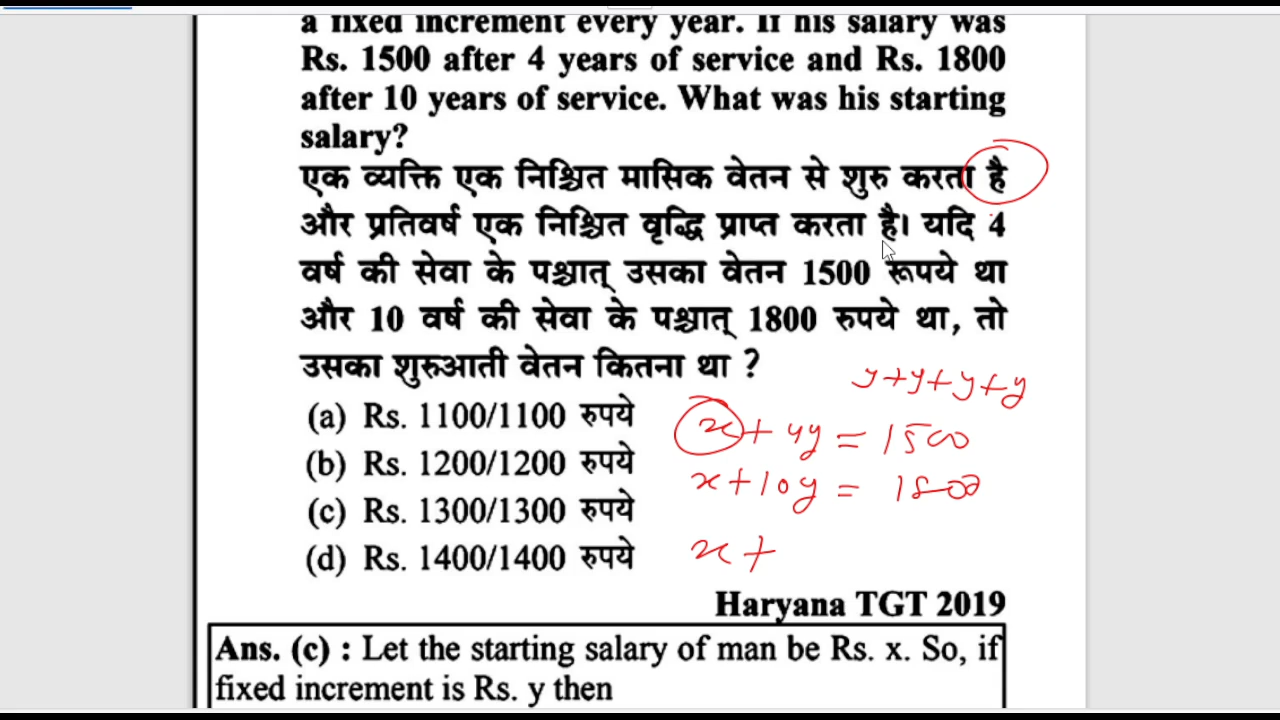 a fixed increment every year. If his salary was
Rs. 1500 after 4 years of service and Rs. 1800
after 10 years of service. What was his starting
salary?
एक व्यक्ति एक निश्चित मासिक वेतन से शुरु करता है
और प्रतिवर्ष एक निश्चित वृद्धि प्राप्त करता है। यदि 4
वर्ष की सेवा के पश्चात् उसका वेतन 1500 रूपये था
और 10 वर्ष की सेवा के पश्चात् 1800 रुपये था, तो
उसका शुरुआती वेतन कितना था ?
y+y+y+y
(a) Rs. 1100/1100 रुपये
x + 4y = 1500
(b) Rs. 1200/1200 रुपये
x + 10y = 1800
(c) Rs. 1300/1300 रुपये
(d) Rs. 1400/1400 रुपये
x +
Haryana TGT 2019
Ans. (c) : Let the starting salary of man be Rs. x. So, if
fixed increment is Rs. y then